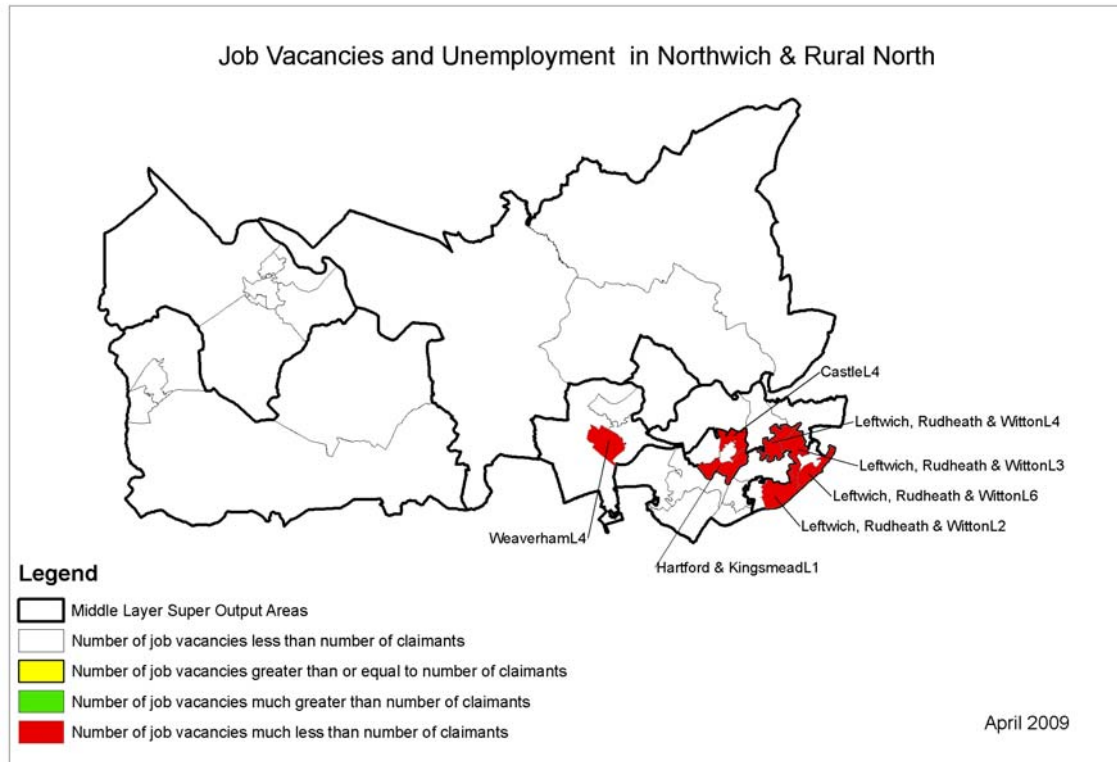 Job Vacancies and Unemployment in Northwich & Rural North
CastleL4
Leftwich, Rudheath & WittonL4
Leftwich, Rudheath & WittonL3
Leftwich, Rudheath & WittonL6
Leftwich, Rudheath & WittonL2
WeaverhamL4
Hartford & KingsmeadL1
Legend
Middle Layer Super Output Areas
Number of job vacancies less than number of claimants
Number of job vacancies greater than or equal to number of claimants
Number of job vacancies much greater than number of claimants
Number of job vacancies much less than number of claimants
April 2009